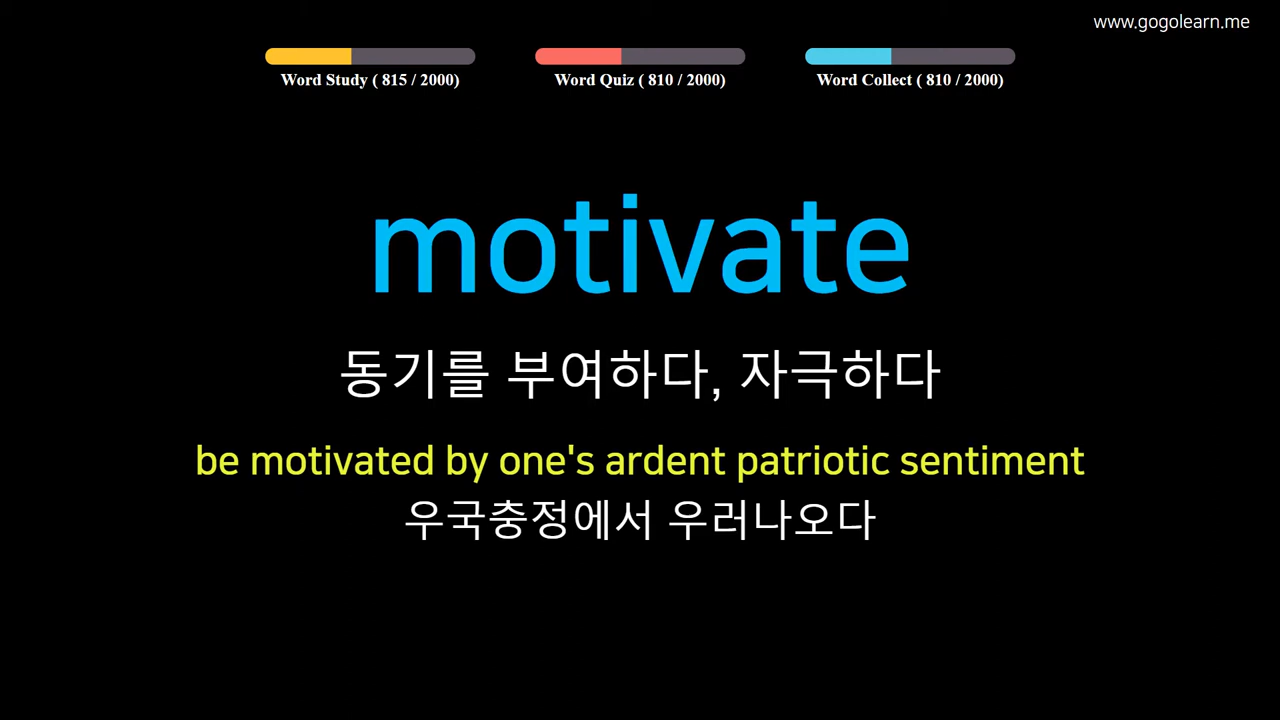 www.gogolearn.me
Word Study ( 815 / 2000)
Word Quiz ( 810 / 2000)
Word Collect ( 810 / 2000)
motivate
동기를 부여하다, 자극하다
be motivated by one's ardent patriotic sentiment
우국충정에서 우러나오다